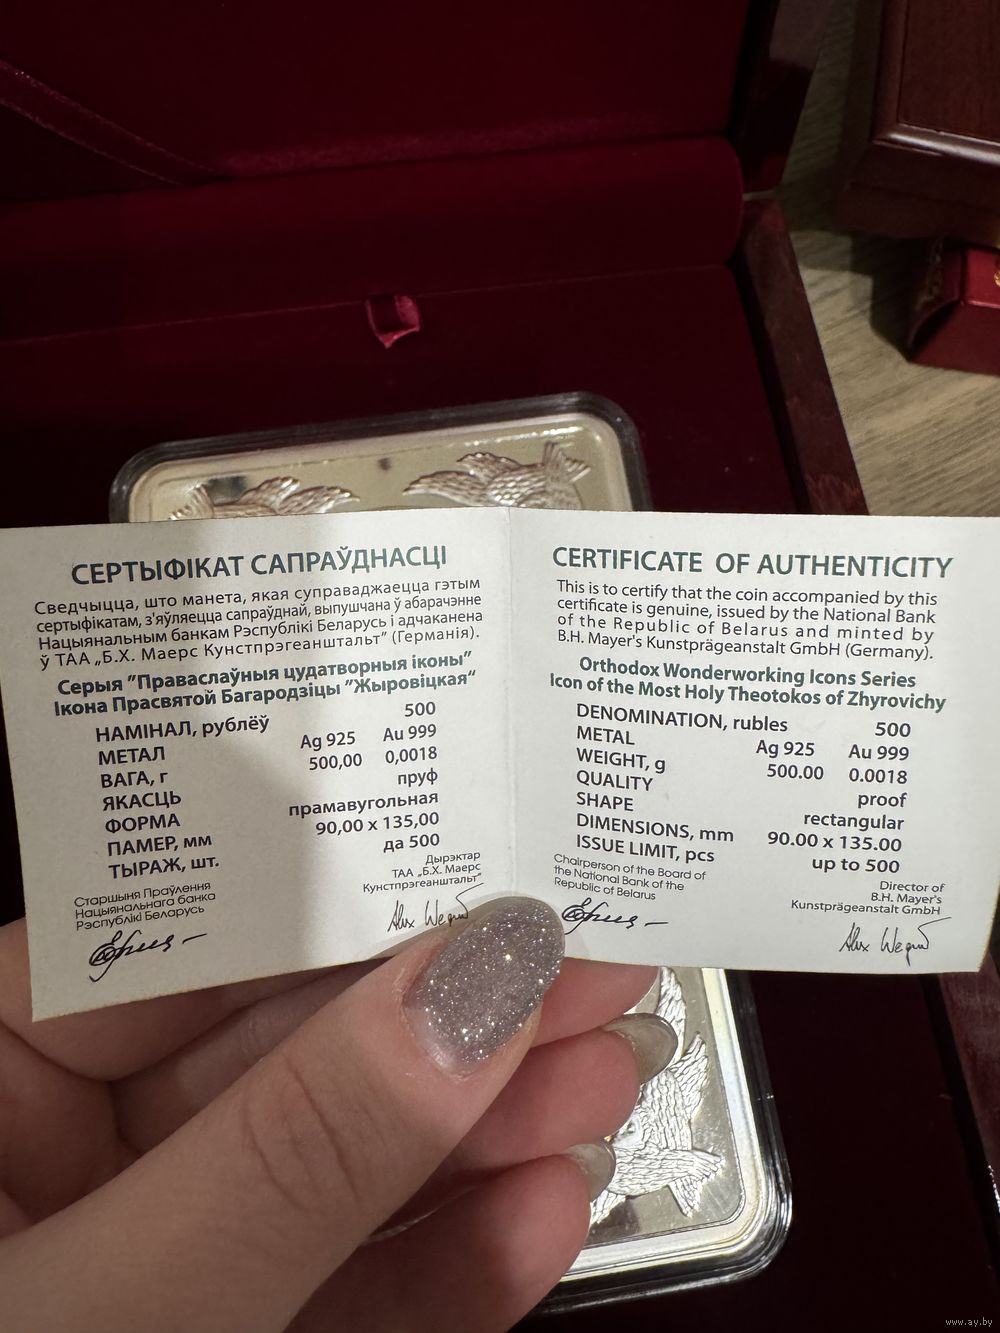 СЕРТЫФІКАТ САПРАЎДНАСЦІ
Сведчыцца, што манета, якая суправаджаецца гэтым
сертыфікатам, з'яўляецца сапраўднай, выпушчана ў абарачэнне
Нацыянальным банкам Рэспублікі Беларусь і адчаканена
ў ТАА „Б.Х. Маерс Кунстпрэгеанштальт” (Германія).
Серыя ”Праваслаўныя цудатворныя іконы”
Ікона Прасвятой Багародзіцы ”Жыровіцкая“
НАМІНАЛ, рублёў 500
МЕТАЛ Ag 925 Au 999
ВАГА, г 500,00 0,0018
ЯКАСЦЬ пруф
ФОРМА прамавугольная
ПАМЕР, мм 90,00 x 135,00
ТЫРАЖ, шт. да 500
Старшыня Праўлення
Нацыянальнага банка
Рэспублікі Беларусь
Дырэктар
ТАА „Б.Х. Маерс
Кунстпрэгеанштальт”
CERTIFICATE OF AUTHENTICITY
This is to certify that the coin accompanied by this
certificate is genuine, issued by the National Bank
of the Republic of Belarus and minted by
B.H. Mayer's Kunstprägeanstalt GmbH (Germany).
Orthodox Wonderworking Icons Series
Icon of the Most Holy Theotokos of Zhyrovichy
DENOMINATION, rubles 500
METAL Ag 925 Au 999
WEIGHT, g 500.00 0.0018
QUALITY proof
SHAPE rectangular
DIMENSIONS, mm 90.00 x 135.00
ISSUE LIMIT, pcs up to 500
Chairperson of the Board of
the National Bank of the
Republic of Belarus
Director of
B.H. Mayer's
Kunstprägeanstalt GmbH
www.ay.by